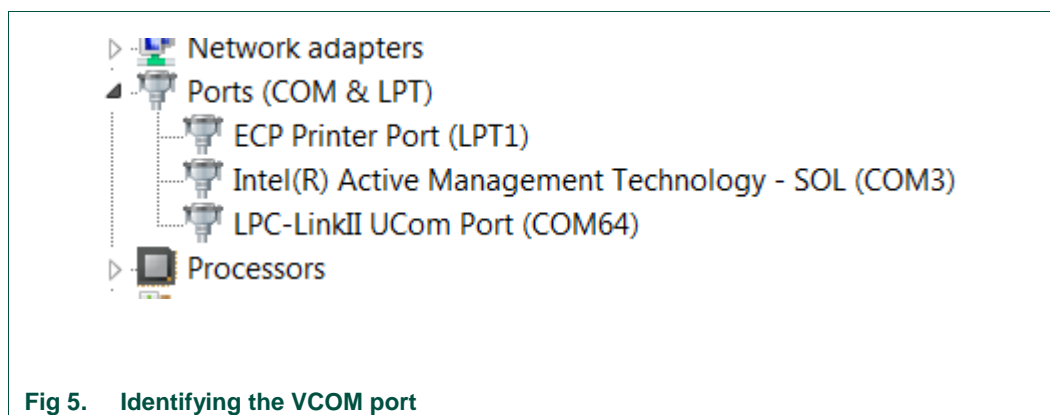 Network adapters
Ports (COM & LPT)
ECP Printer Port (LPT1)
Intel(R) Active Management Technology - SOL (COM3)
LPC-LinkII UCom Port (COM64)
Processors
Fig 5. Identifying the VCOM port